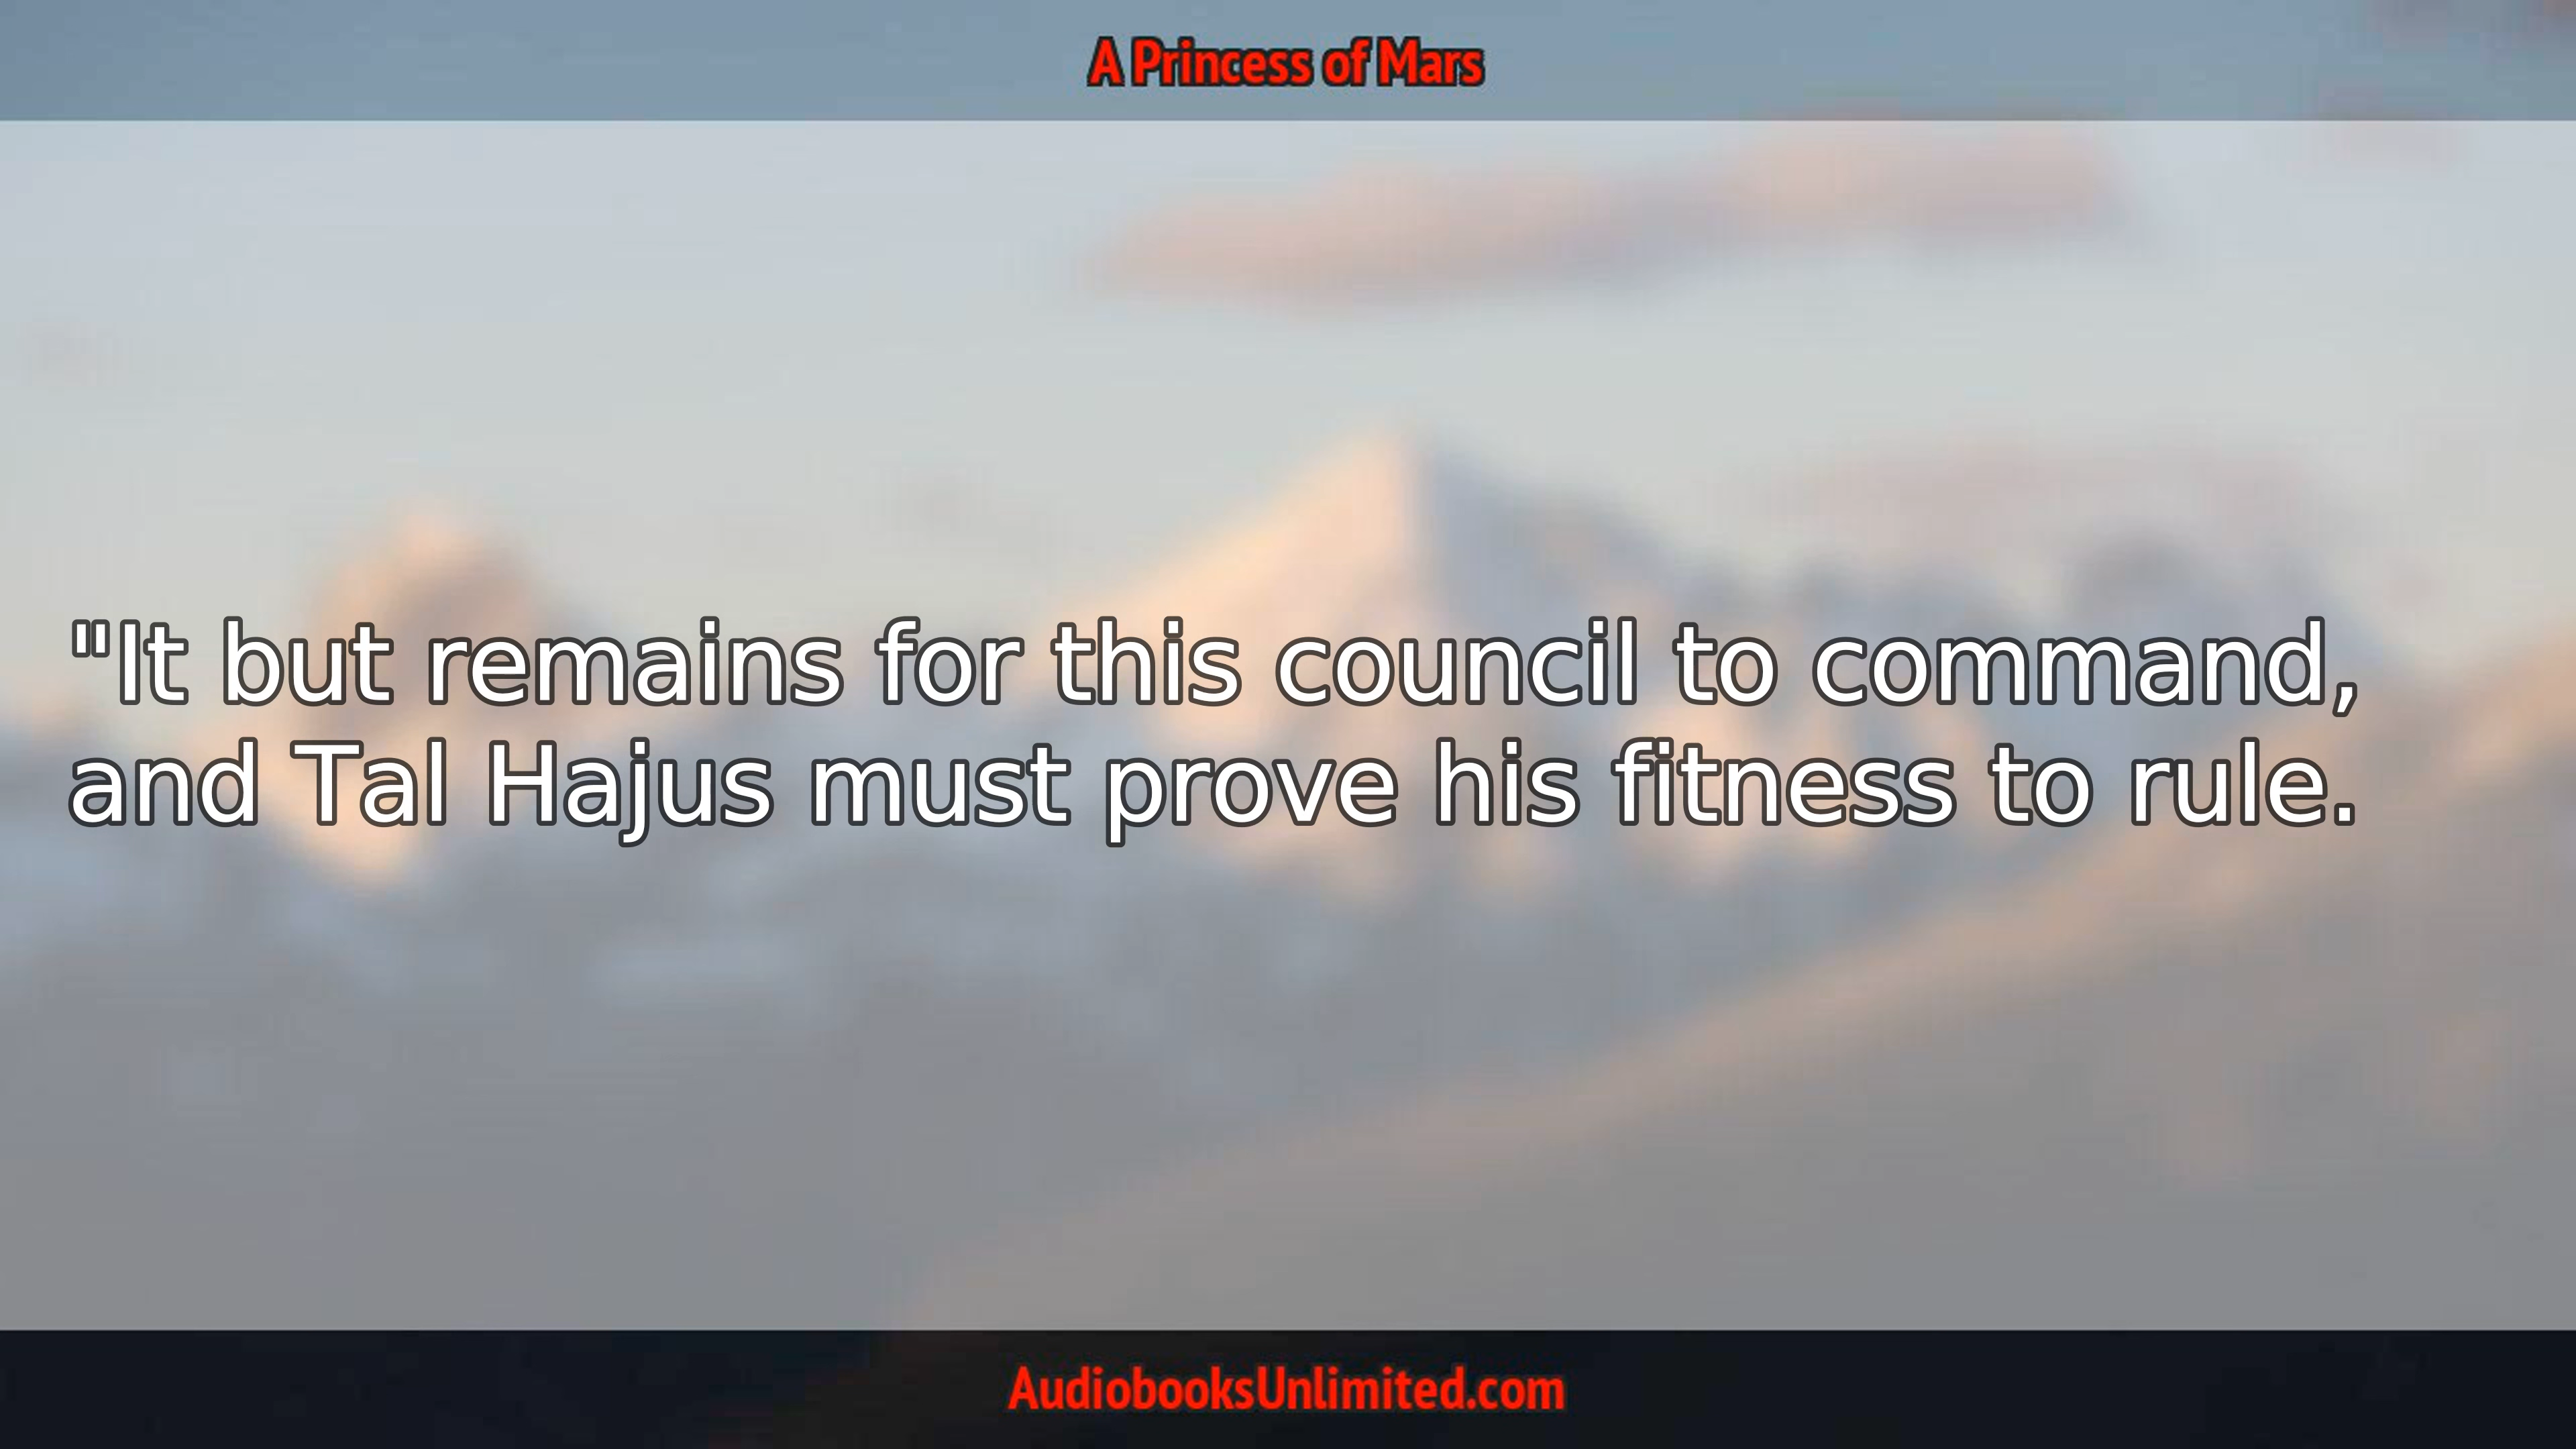 A Princess of Mars
"It but remains for this council to command,
and Tal Hajus must prove his fitness to rule.
AudiobooksUnlimited.com